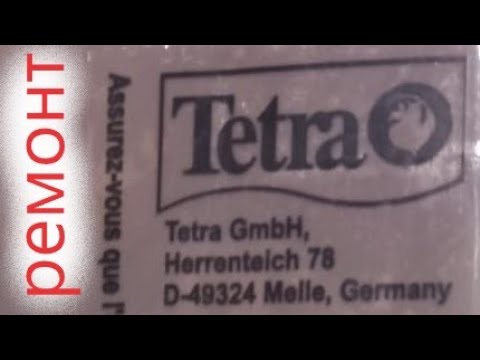 ремонт
Assurez-vous que l'
Tetra
Tetra GmbH,
Herrenteich 78
D-49324 Melle, Germany